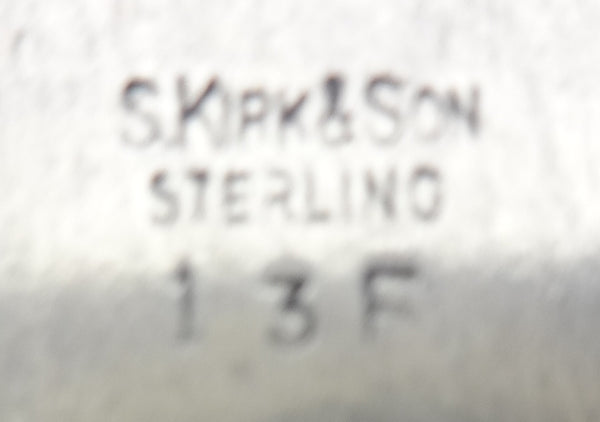 S.KIRK & SON
STERLING
13F